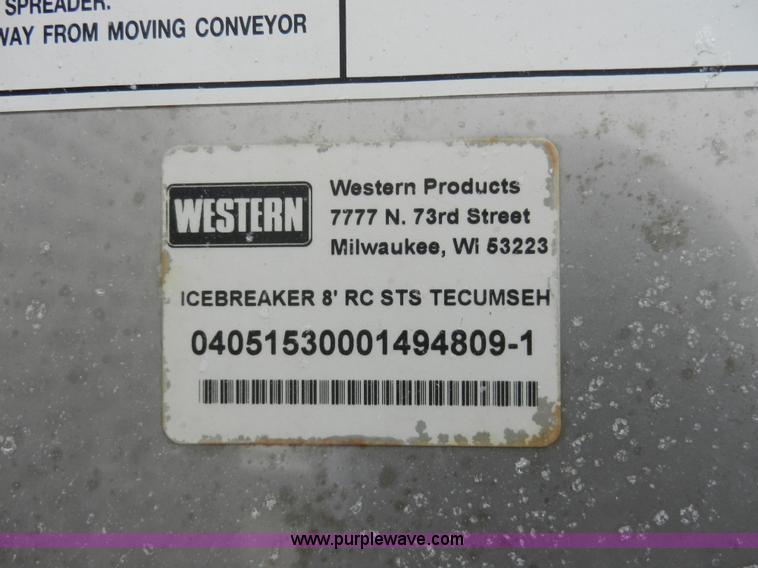 SPREADER.
WAY FROM MOVING CONVEYOR
WESTERN
Western Products
7777 N. 73rd Street
Milwaukee, WI 53223
ICEBREAKER 8' RC STS TECUMSEH
04051530001494809-1
www.purplewave.com